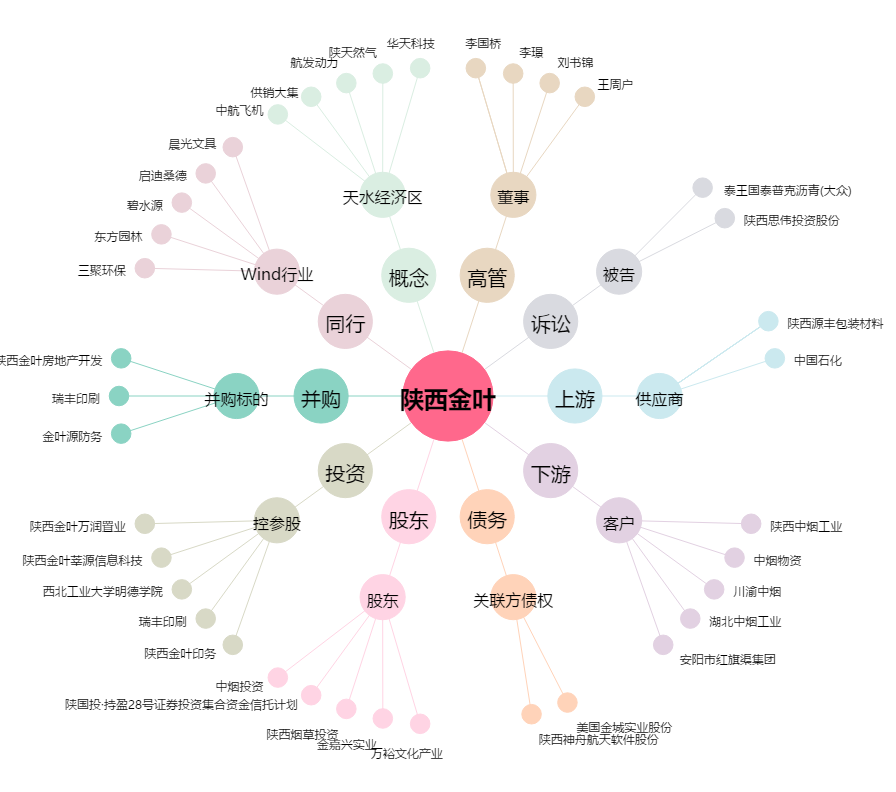 华天科技
李国桥
陕天然气
李璟
航发动力
刘书锦
王周户
供销大集
中航飞机
晨光文具
启迪桑德
碧水源
东方园林
三聚环保
天水经济区
董事
泰王国泰普克沥青(大众)
陕西思伟投资股份
Wind行业
概念
高管
被告
同行
诉讼
陕西源丰包装材料
陕西金叶房地产开发
中国石化
瑞丰印刷
并购标的
并购
陕西金叶
上游
供应商
金叶源防务
投资
下游
陕西金叶万润置业
控参股
股东
债务
客户
陕西中烟工业
陕西金叶莘源信息科技
中烟物资
西北工业大学明德学院
川渝中烟
瑞丰印刷
股东
关联方债权
湖北中烟工业
陕西金叶印务
安阳市红旗渠集团
中烟投资
陕国投·持盈28号证券投资集合资金信托计划
美国金城实业股份
陕西烟草投资
陕西神舟航天软件股份
金嘉兴实业
万裕文化产业